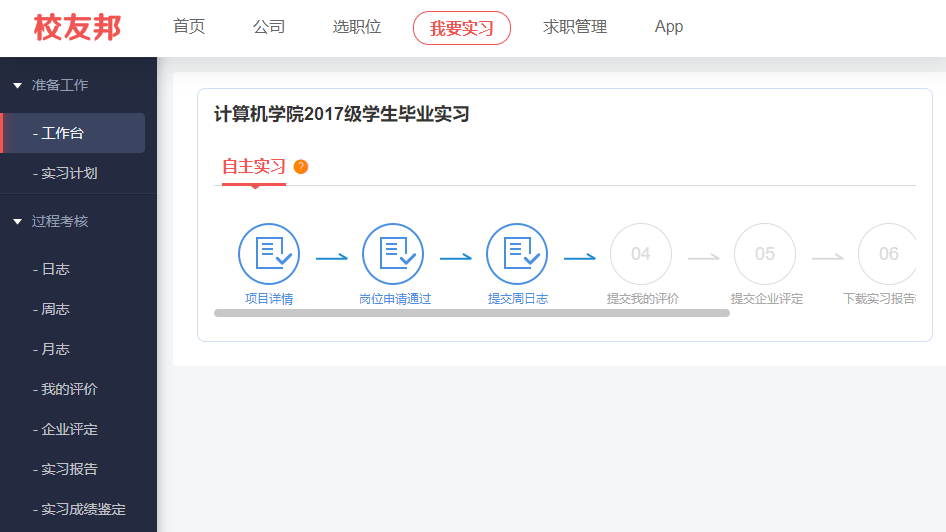 校友邦 首页 公司 选职位 我要实习 求职管理 App
准备工作
- 工作台
- 实习计划
过程考核
- 日志
- 周志
- 月志
- 我的评价
- 企业评定
- 实习报告
- 实习成绩鉴定
计算机学院2017级学生毕业实习
自主实习 ?
04 05 06
项目详情 岗位申请通过 提交周日志 提交我的评价 提交企业评定 下载实习报告